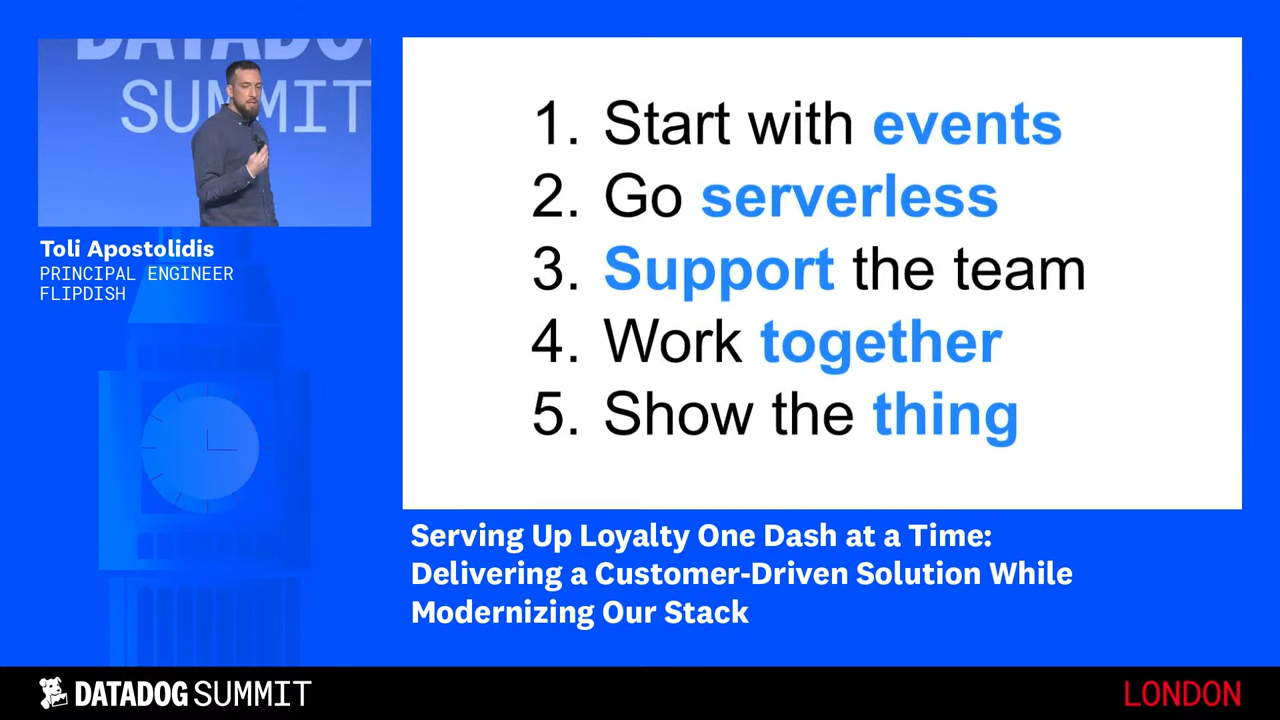 DATADO
SUMMIT
Toli Apostolidis
PRINCIPAL ENGINEER
FLIPDISH
1. Start with events
2. Go serverless
3. Support the team
4. Work together
5. Show the thing
Serving Up Loyalty One Dash at a Time:
Delivering a Customer-Driven Solution While
Modernizing Our Stack
DATADOG SUMMIT
LONDON